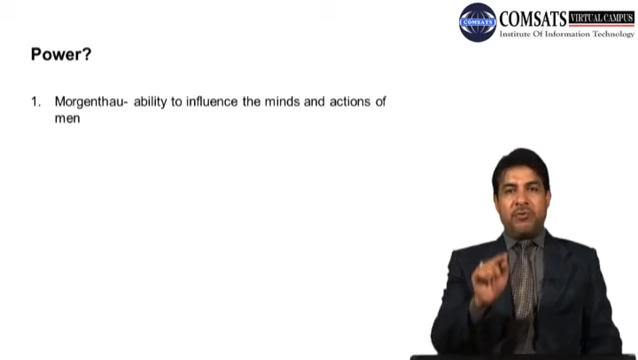 COMSATS VIRTUAL CAMPUS
Institute Of Information Technology
Power?
1. Morgenthau- ability to influence the minds and actions of
men